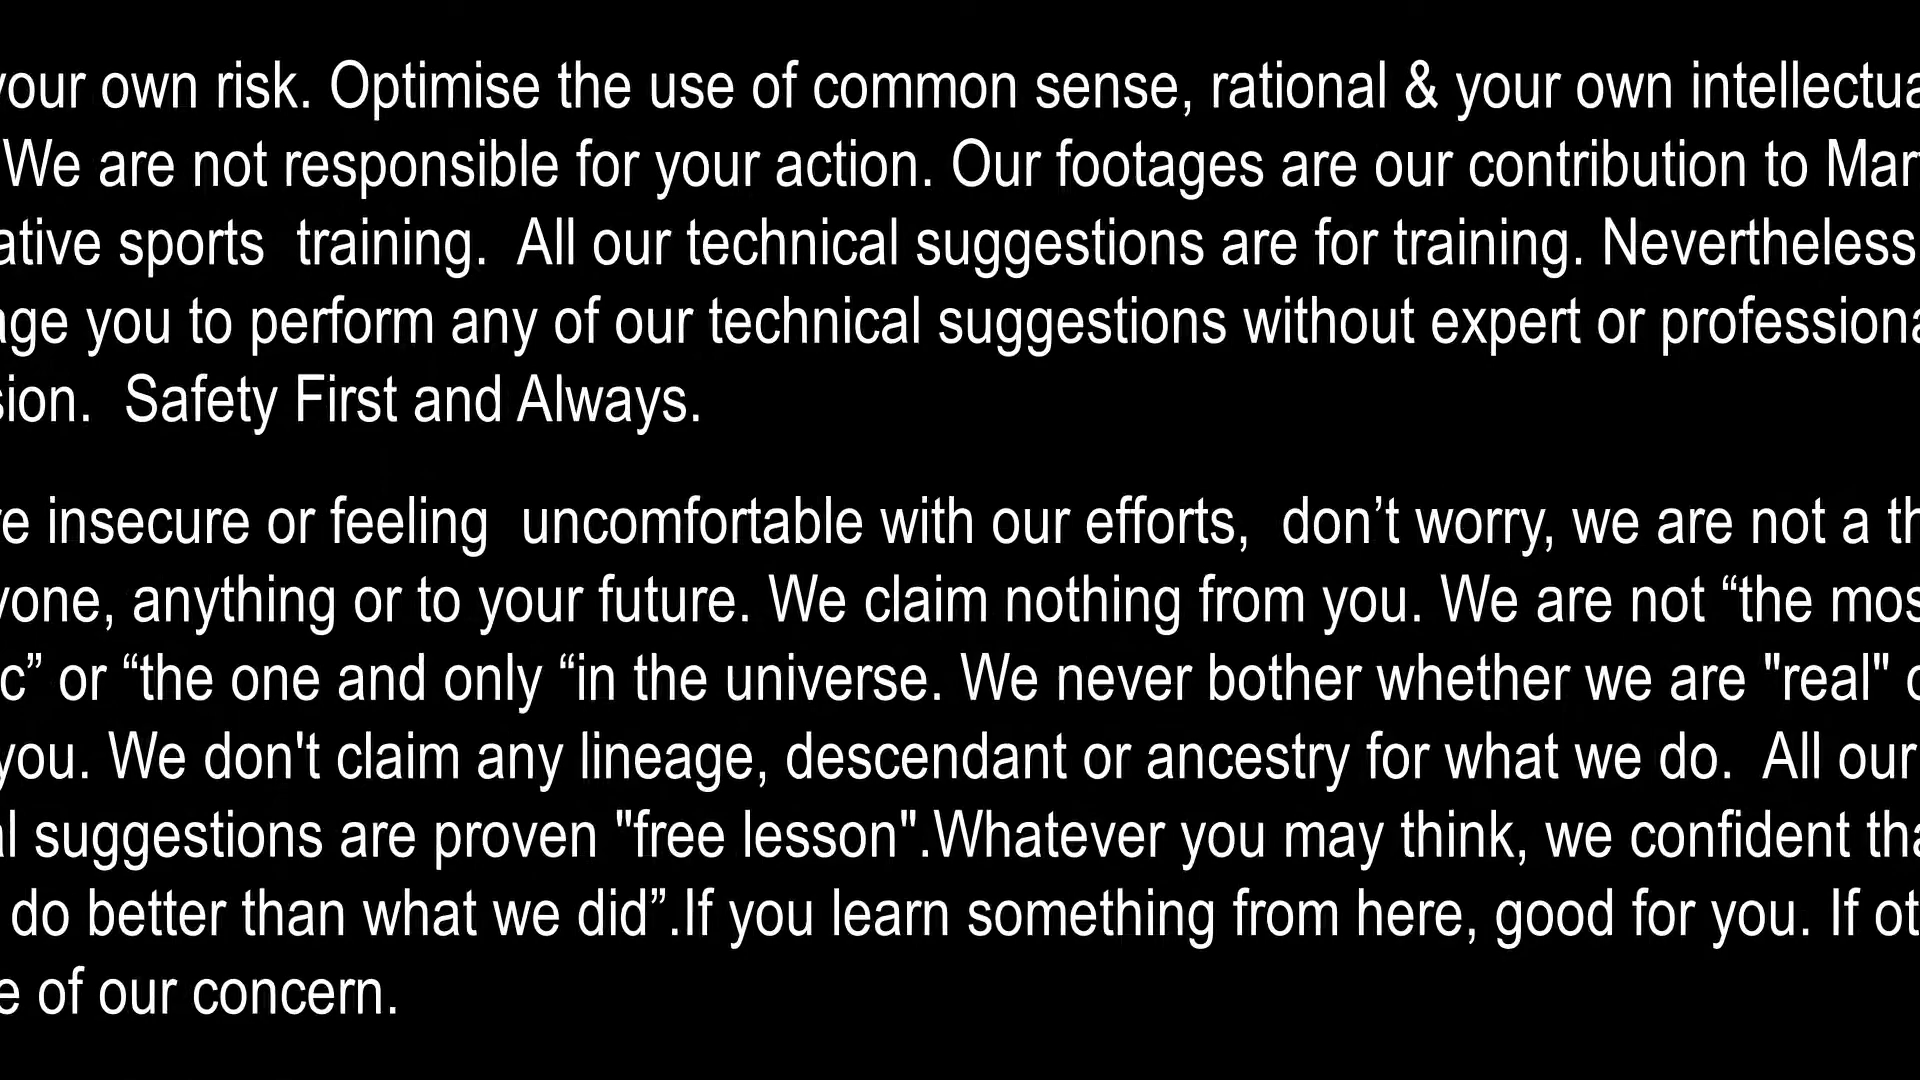 your own risk. Optimise the use of common sense, rational & your own intellectua
We are not responsible for your action. Our footages are our contribution to Mar
ative sports  training.  All our technical suggestions are for training. Nevertheless
age you to perform any of our technical suggestions without expert or professiona
sion.  Safety First and Always.
re insecure or feeling  uncomfortable with our efforts,  don’t worry, we are not a th
yone, anything or to your future. We claim nothing from you. We are not “the mos
c” or “the one and only “in the universe. We never bother whether we are "real" o
you. We don't claim any lineage, descendant or ancestry for what we do.  All our
al suggestions are proven "free lesson".Whatever you may think, we confident tha
do better than what we did”.If you learn something from here, good for you. If ot
e of our concern.